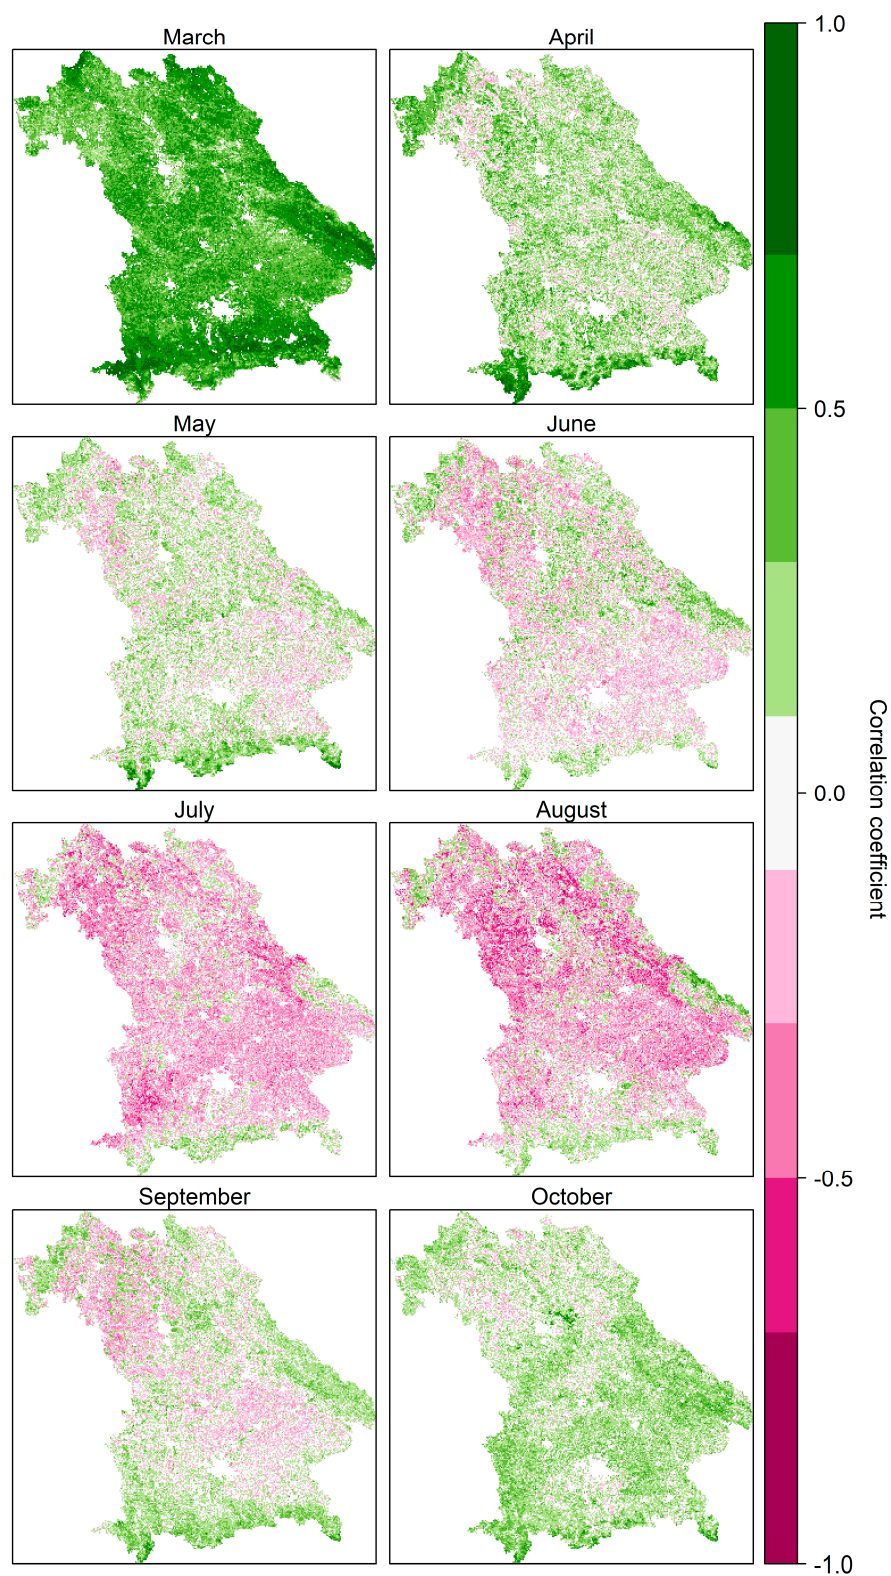 March
April
May
June
July
August
September
October
1.0
0.5
0.0
-0.5
-1.0
Correlation coefficient